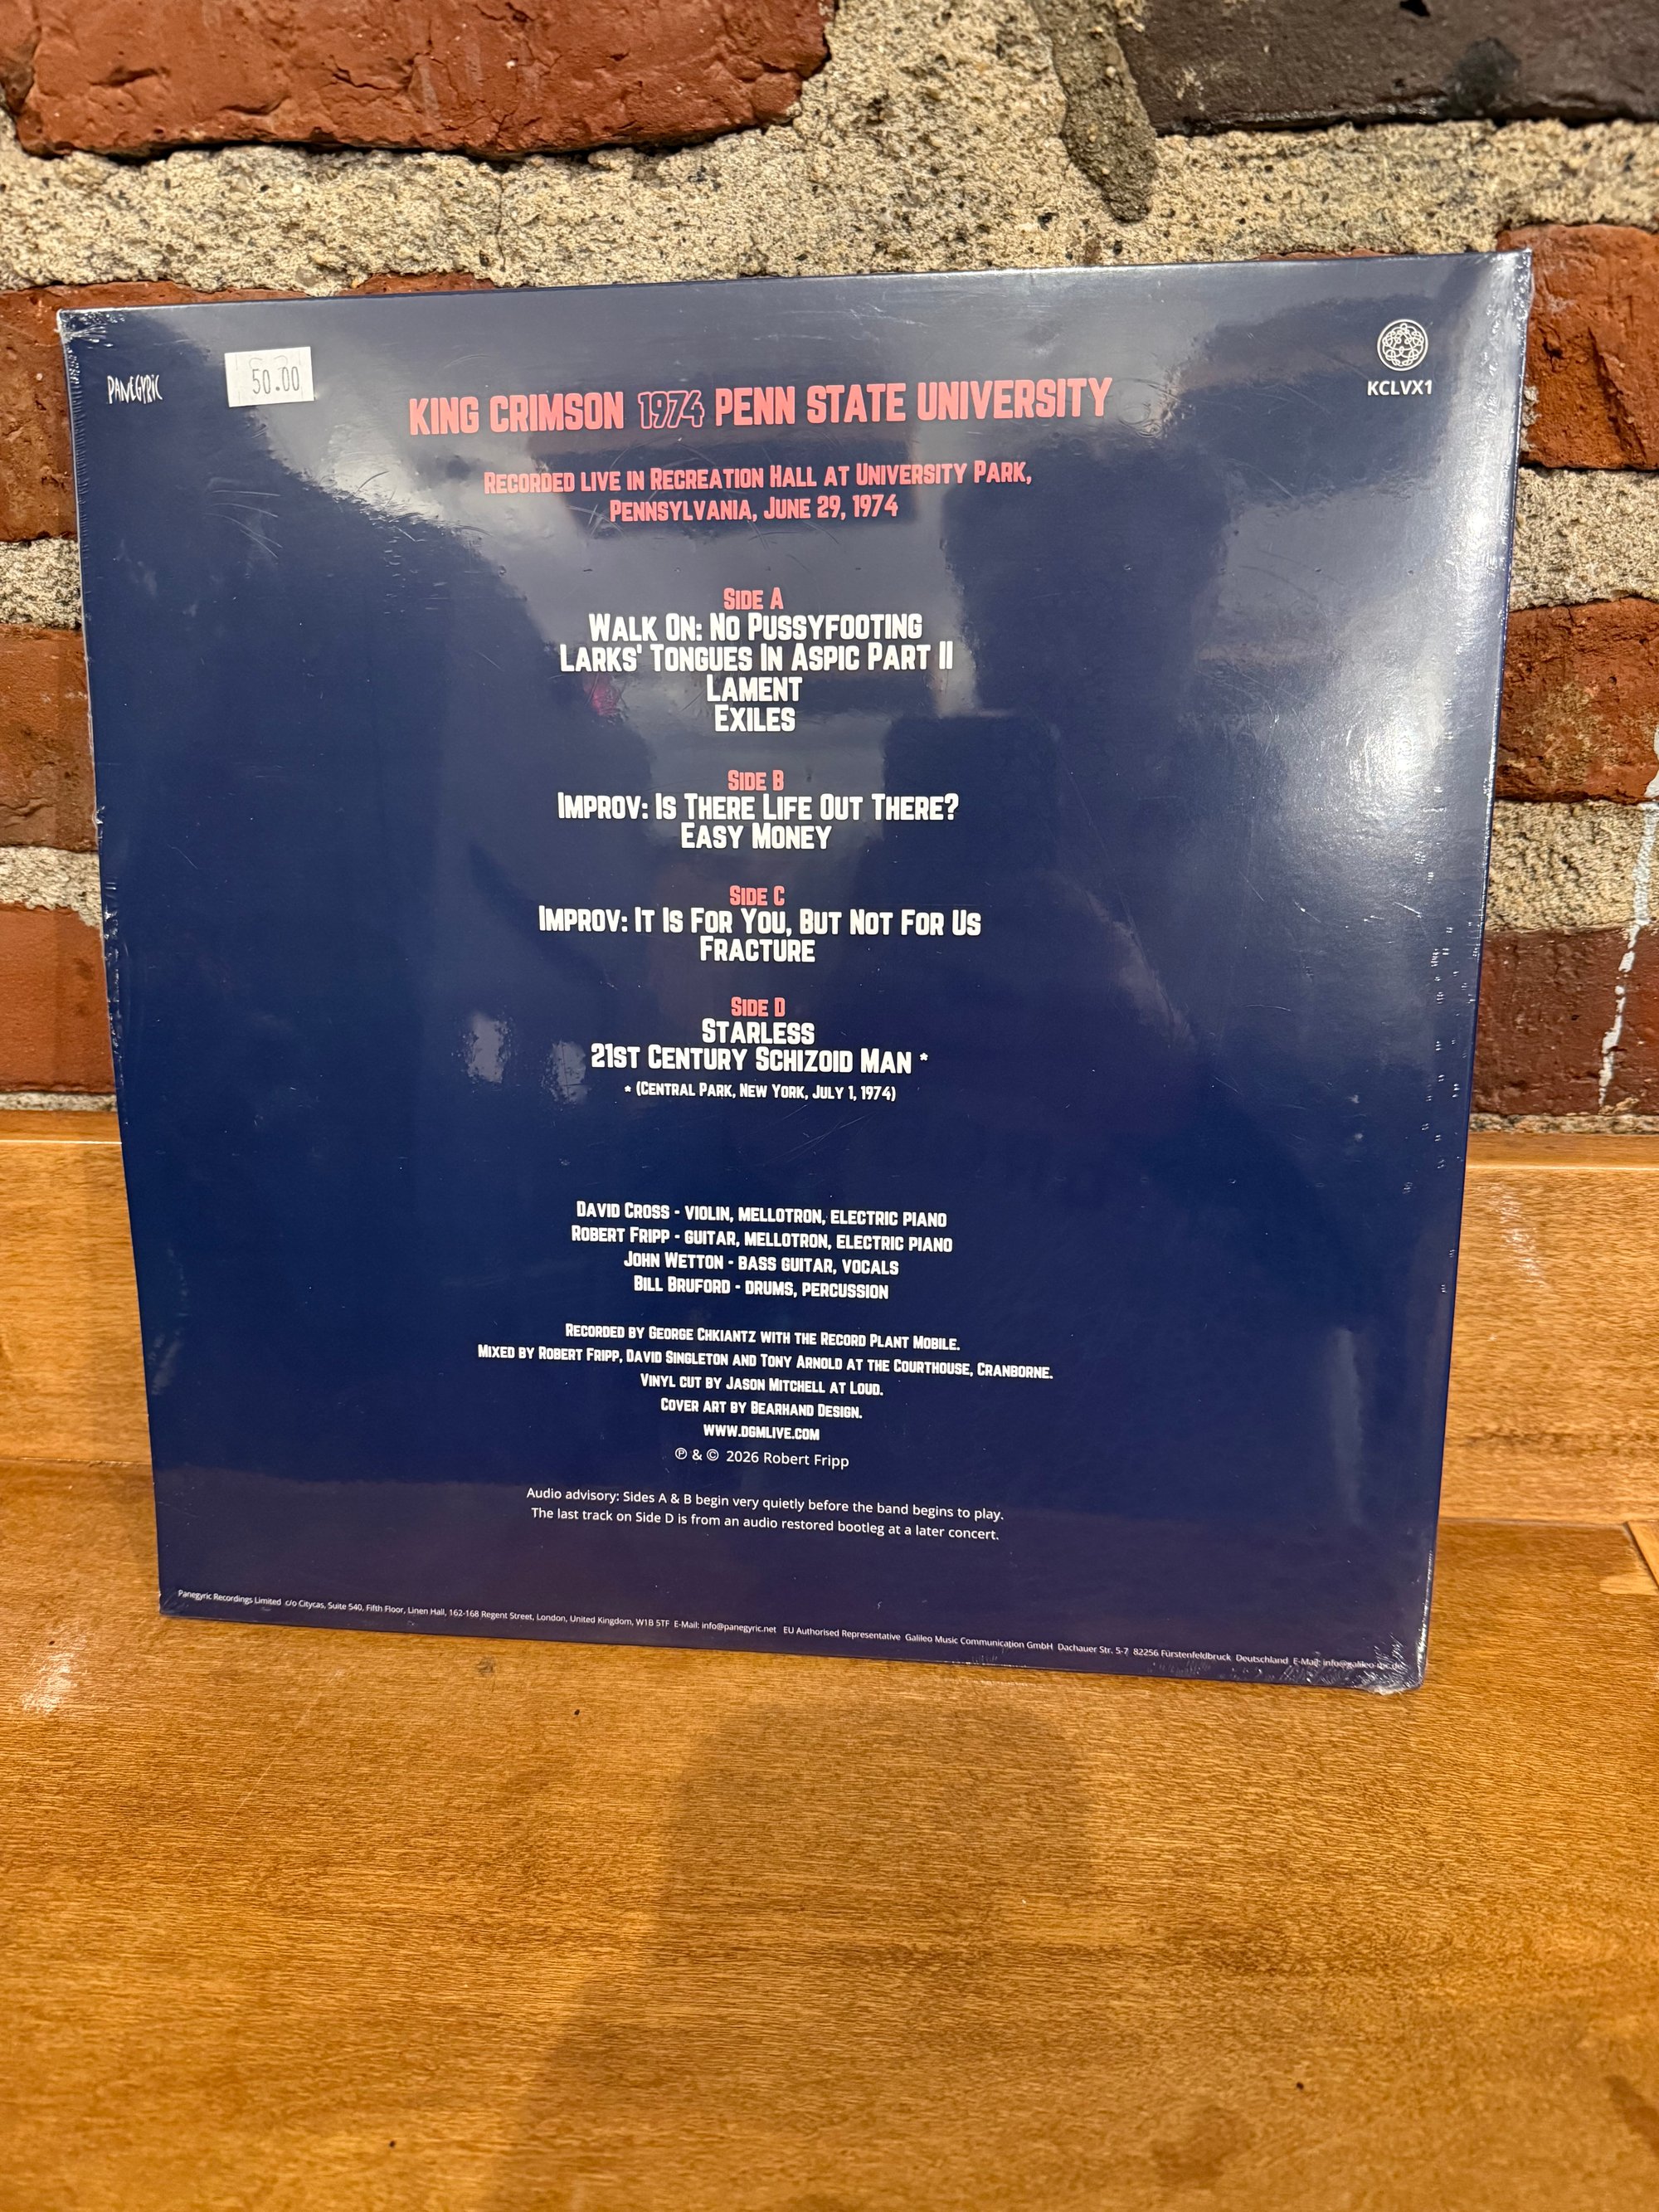 PANEGYRIC
50.00
KCLVX1
KING CRIMSON 1974 PENN STATE UNIVERSITY
RECORDED LIVE IN RECREATION HALL AT UNIVERSITY PARK,
PENNSYLVANIA, JUNE 29, 1974
SIDE A
WALK ON: NO PUSSYFOOTING
LARKS' TONGUES IN ASPIC PART II
LAMENT
EXILES
SIDE B
IMPROV: IS THERE LIFE OUT THERE?
EASY MONEY
SIDE C
IMPROV: IT IS FOR YOU, BUT NOT FOR US
FRACTURE
SIDE D
STARLESS
21ST CENTURY SCHIZOID MAN *
* (CENTRAL PARK, NEW YORK, JULY 1, 1974)
DAVID CROSS - VIOLIN, MELLOTRON, ELECTRIC PIANO
ROBERT FRIPP - GUITAR, MELLOTRON, ELECTRIC PIANO
JOHN WETTON - BASS GUITAR, VOCALS
BILL BRUFORD - DRUMS, PERCUSSION
RECORDED BY GEORGE CHKIANTZ WITH THE RECORD PLANT MOBILE.
MIXED BY ROBERT FRIPP, DAVID SINGLETON AND TONY ARNOLD AT THE COURTHOUSE, CRANBORNE.
VINYL CUT BY JASON MITCHELL AT LOUD.
COVER ART BY BEARHAND DESIGN.
WWW.DGMLIVE.COM
℗ & © 2026 Robert Fripp
Audio advisory: Sides A & B begin very quietly before the band begins to play.
The last track on Side D is from an audio restored bootleg at a later concert.
Panegyric Recordings Limited c/o Citycas, Suite 540, Fifth Floor, Linen Hall, 162-168 Regent Street, London, United Kingdom, W1B 5TF E-Mail: info@panegyric.net EU Authorised Representative Galileo Music Communication GmbH Dachauer Str. 5-7 82256 Fürstenfeldbruck Deutschland E-Mail: